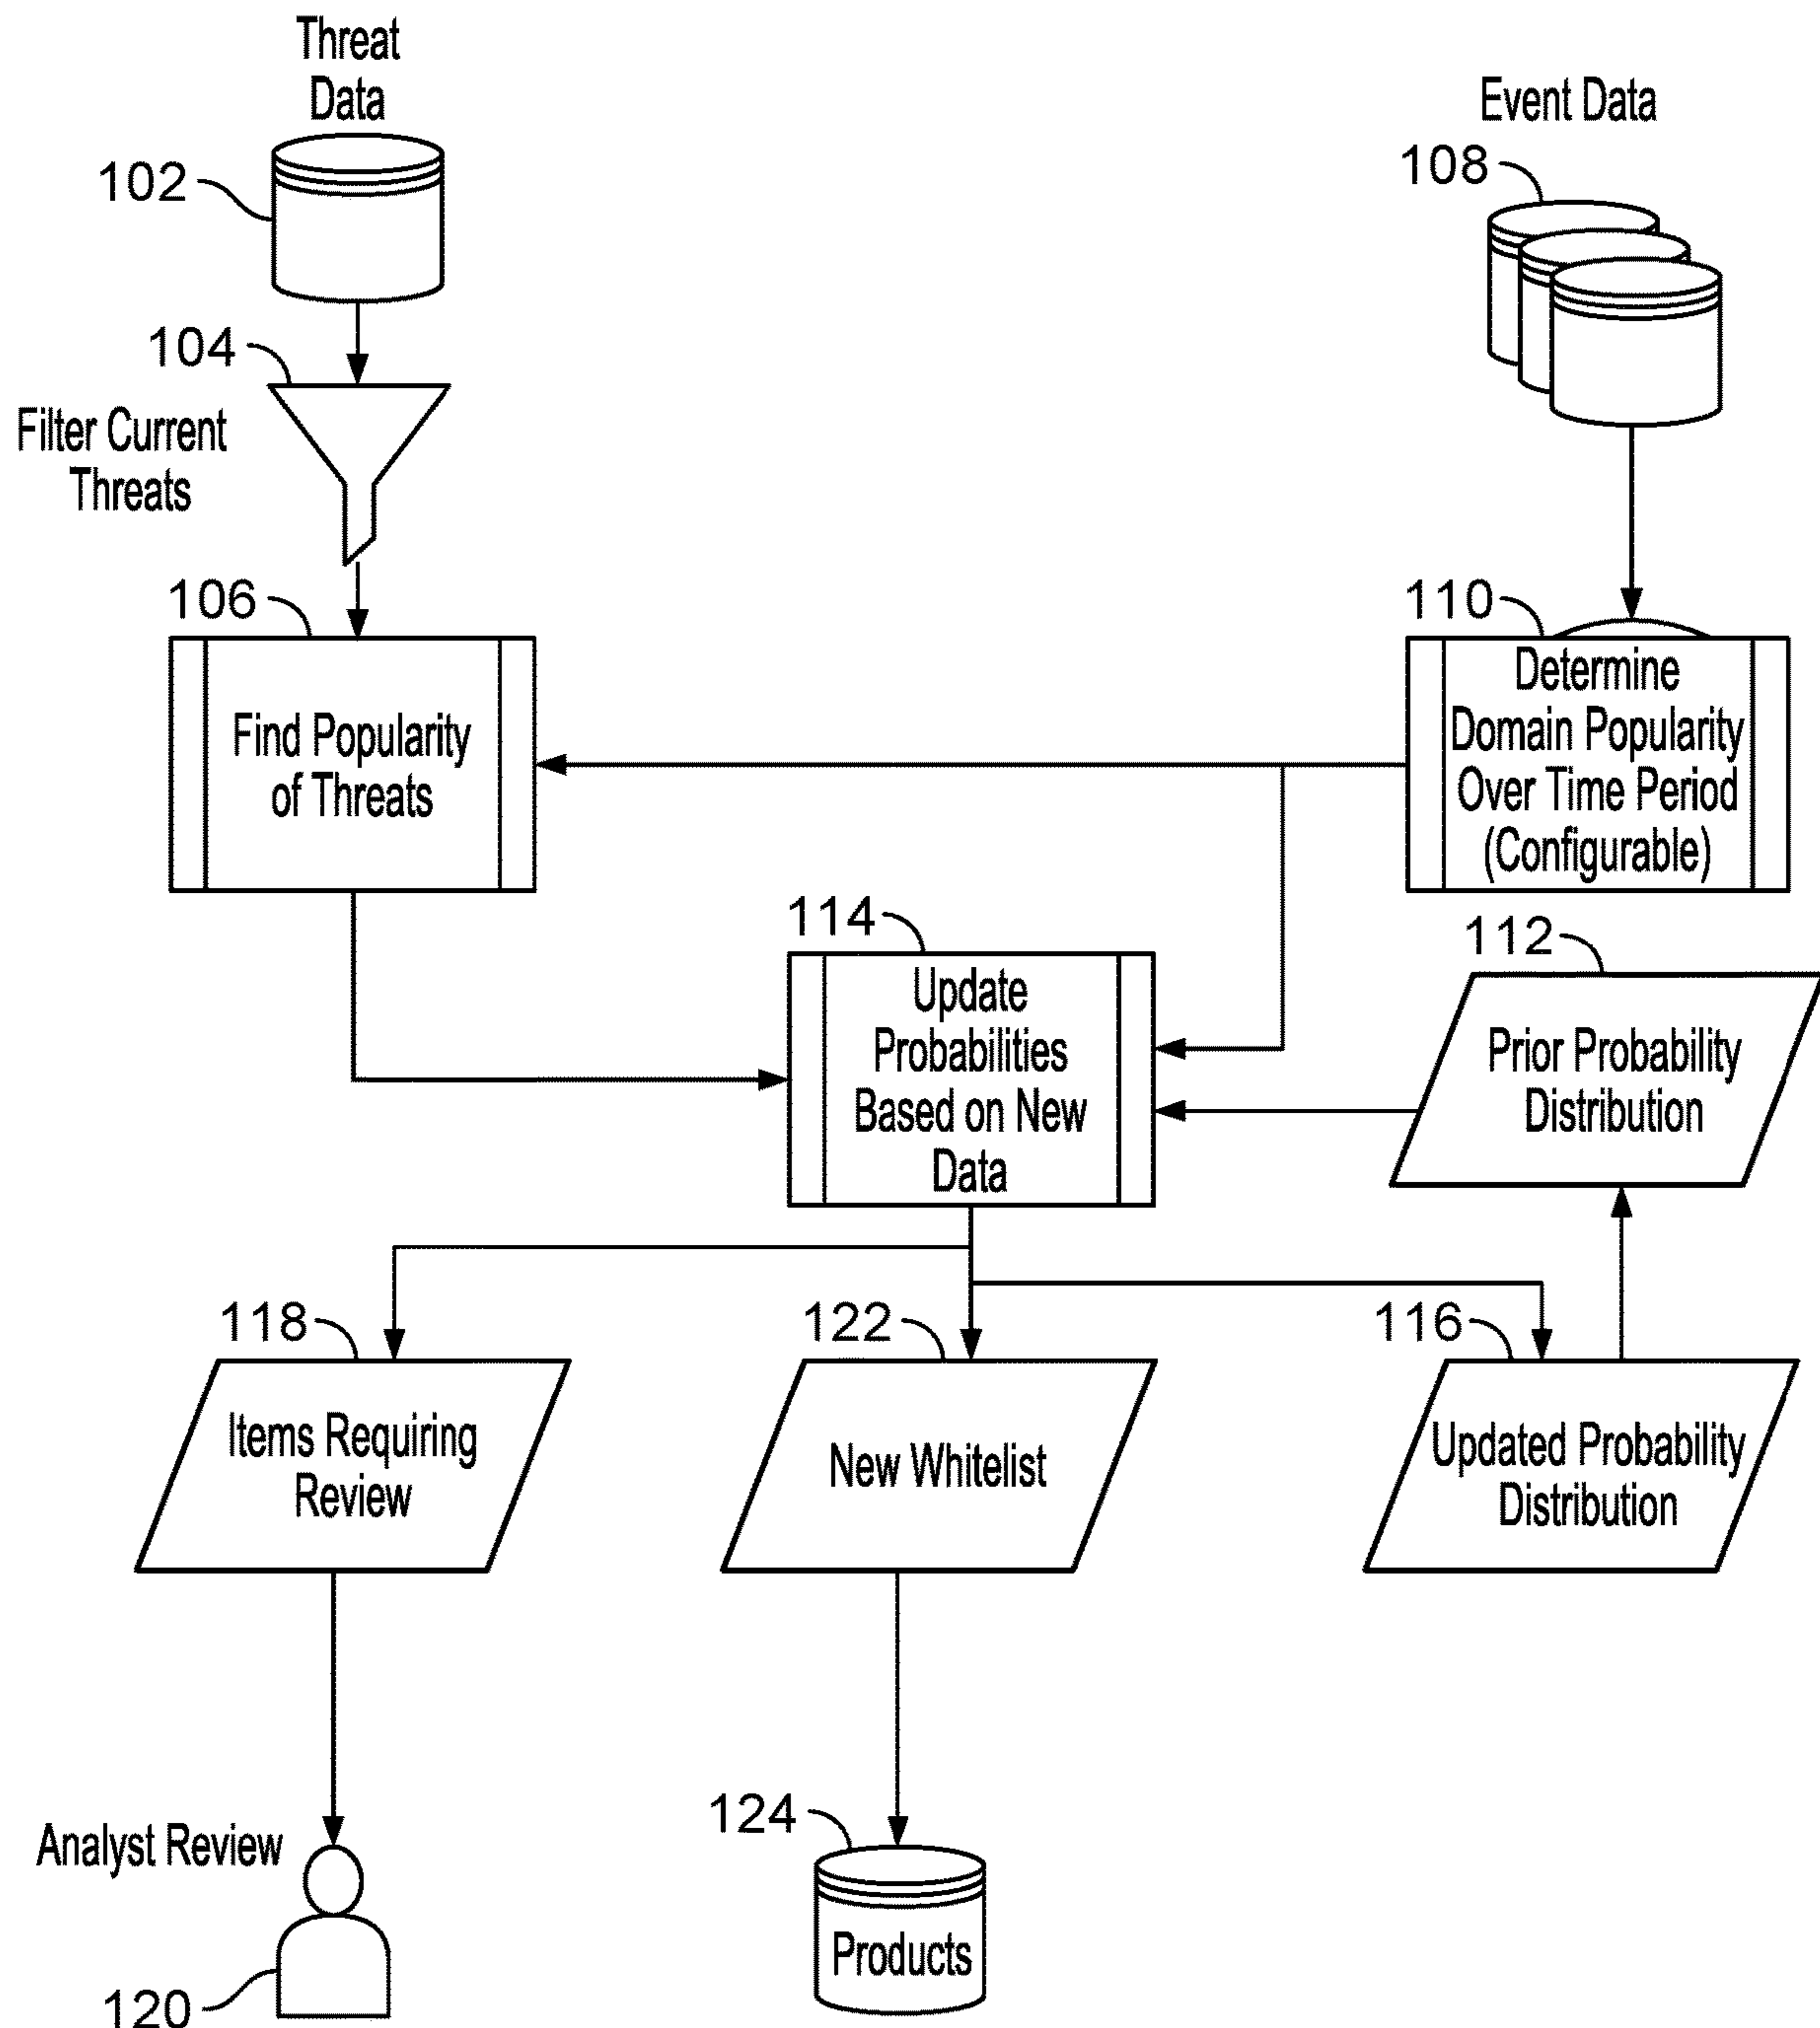 Threat
Data
Event Data
102
108
104
Filter Current
Threats
106
110
Find Popularity
of Threats
Determine
Domain Popularity
Over Time Period
(Configurable)
114
112
Update
Probabilities
Based on New
Data
Prior Probability
Distribution
118
122
116
Items Requiring
Review
New Whitelist
Updated Probability
Distribution
124
Analyst Review
Products
120